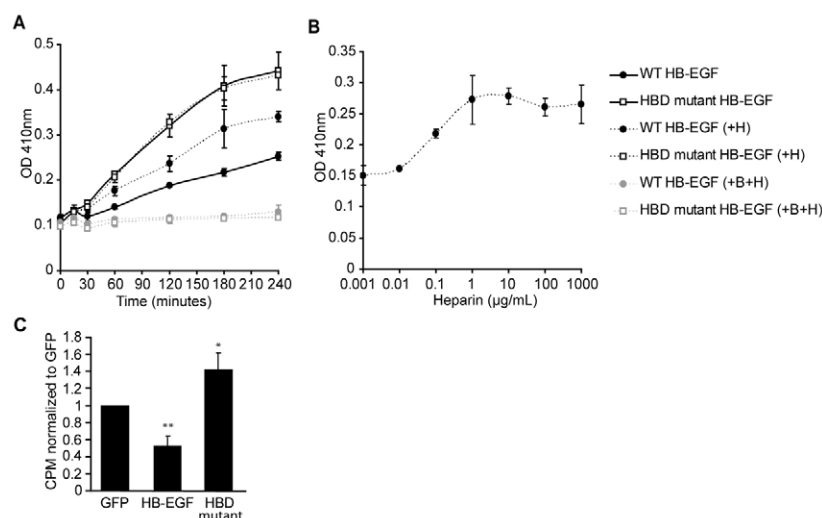 A
OD 410nm
0.5
0.4
0.3
0.2
0.1
0
0 30 60 90 120 150 180 210 240
Time (minutes)
B
OD 410nm
0.35
0.3
0.25
0.2
0.15
0.1
0.05
0
0.001 0.01 0.1 1 10 100 1000
Heparin (µg/mL)
WT HB-EGF
HBD mutant HB-EGF
WT HB-EGF (+H)
HBD mutant HB-EGF (+H)
WT HB-EGF (+B+H)
HBD mutant HB-EGF (+B+H)
C
CPM normalized to GFP
1.8
1.6
1.4
1.2
1
0.8
0.6
0.4
0.2
0
**
*
GFP HB-EGF HBD
mutant